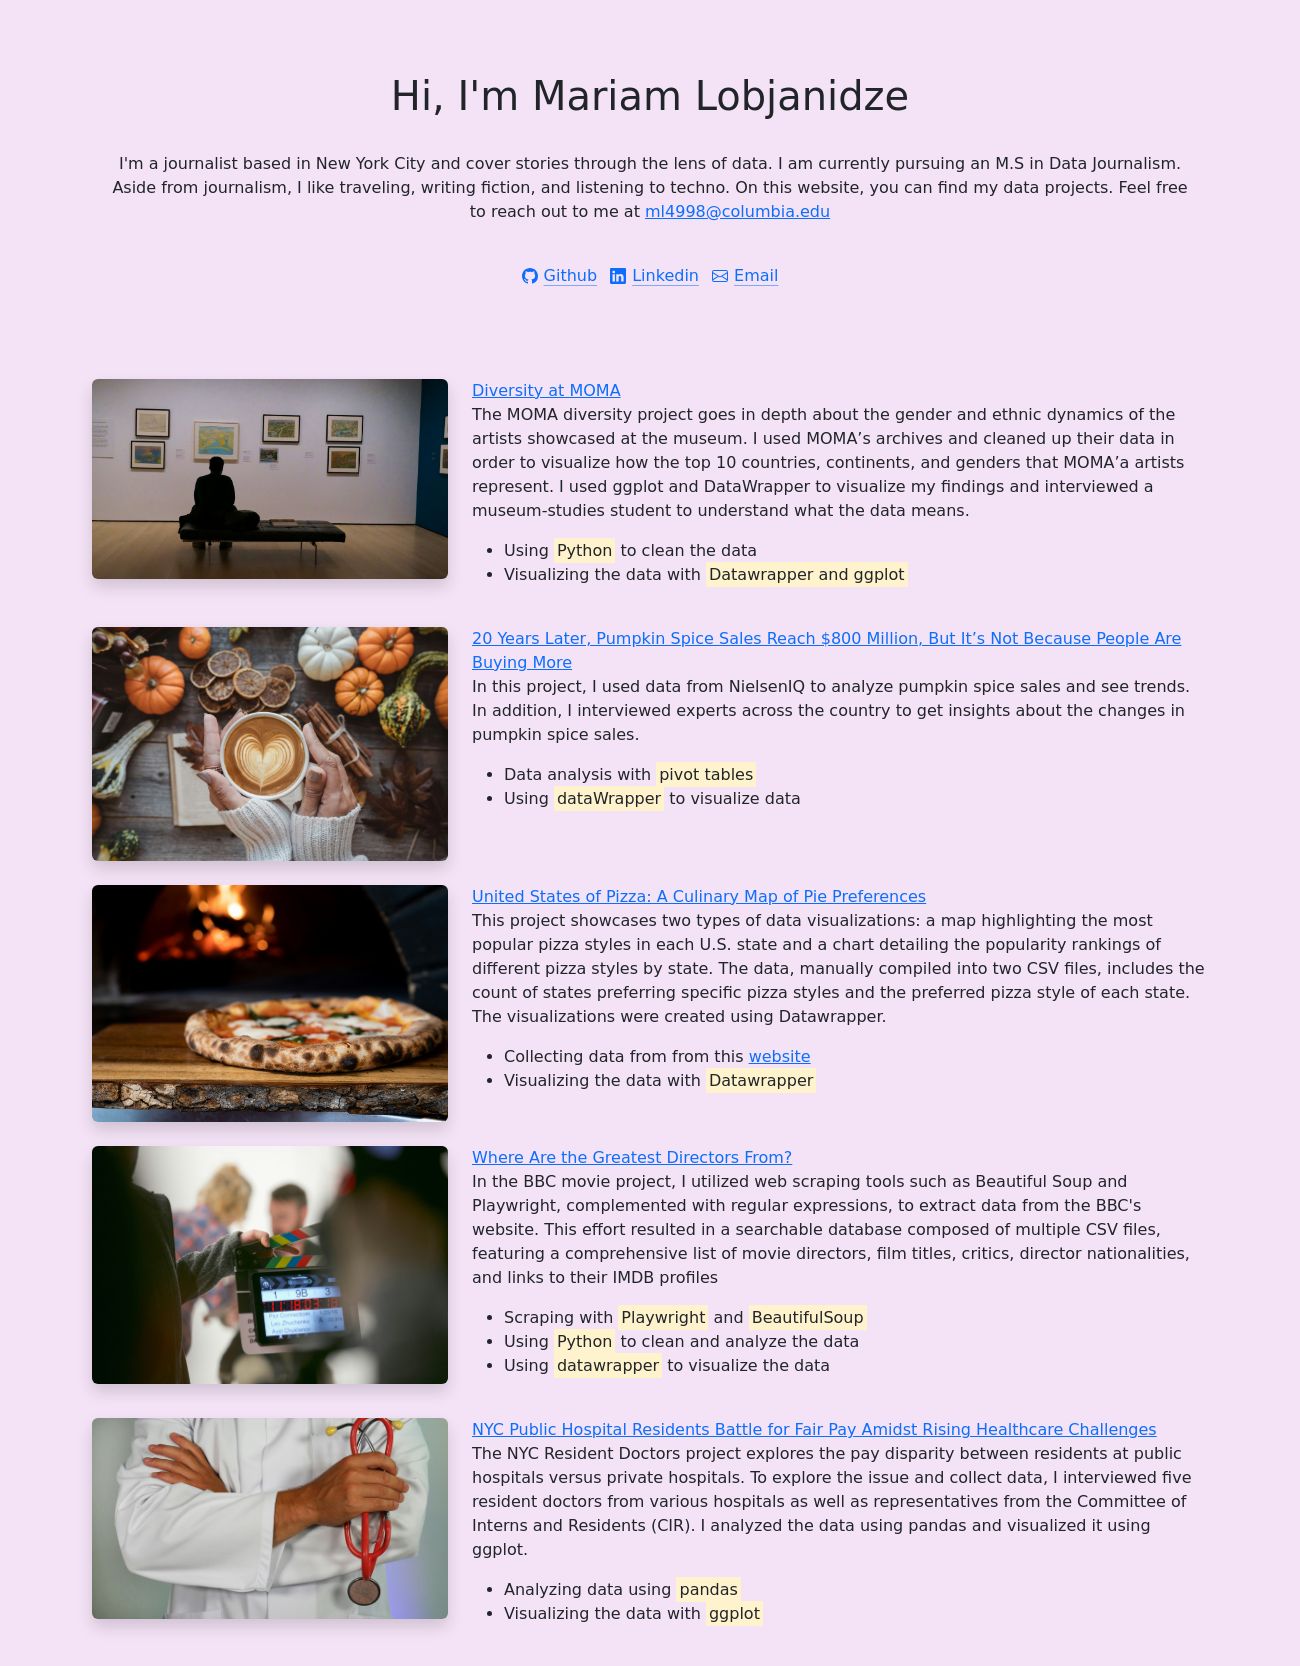 Hi, I'm Mariam Lobjanidze
I'm a journalist based in New York City and cover stories through the lens of data. I am currently pursuing an M.S in Data Journalism.
Aside from journalism, I like traveling, writing fiction, and listening to techno. On this website, you can find my data projects. Feel free
to reach out to me at ml4998@columbia.edu
Github Linkedin Email
Diversity at MOMA
The MOMA diversity project goes in depth about the gender and ethnic dynamics of the
artists showcased at the museum. I used MOMA’s archives and cleaned up their data in
order to visualize how the top 10 countries, continents, and genders that MOMA’a artists
represent. I used ggplot and DataWrapper to visualize my findings and interviewed a
museum-studies student to understand what the data means.
• Using Python to clean the data
• Visualizing the data with Datawrapper and ggplot
20 Years Later, Pumpkin Spice Sales Reach $800 Million, But It’s Not Because People Are
Buying More
In this project, I used data from NielsenIQ to analyze pumpkin spice sales and see trends.
In addition, I interviewed experts across the country to get insights about the changes in
pumpkin spice sales.
• Data analysis with pivot tables
• Using dataWrapper to visualize data
United States of Pizza: A Culinary Map of Pie Preferences
This project showcases two types of data visualizations: a map highlighting the most
popular pizza styles in each U.S. state and a chart detailing the popularity rankings of
different pizza styles by state. The data, manually compiled into two CSV files, includes the
count of states preferring specific pizza styles and the preferred pizza style of each state.
The visualizations were created using Datawrapper.
• Collecting data from from this website
• Visualizing the data with Datawrapper
Where Are the Greatest Directors From?
In the BBC movie project, I utilized web scraping tools such as Beautiful Soup and
Playwright, complemented with regular expressions, to extract data from the BBC's
website. This effort resulted in a searchable database composed of multiple CSV files,
featuring a comprehensive list of movie directors, film titles, critics, director nationalities,
and links to their IMDB profiles
• Scraping with Playwright and BeautifulSoup
• Using Python to clean and analyze the data
• Using datawrapper to visualize the data
1 9B 3
NYC Public Hospital Residents Battle for Fair Pay Amidst Rising Healthcare Challenges
The NYC Resident Doctors project explores the pay disparity between residents at public
hospitals versus private hospitals. To explore the issue and collect data, I interviewed five
resident doctors from various hospitals as well as representatives from the Committee of
Interns and Residents (CIR). I analyzed the data using pandas and visualized it using
ggplot.
• Analyzing data using pandas
• Visualizing the data with ggplot